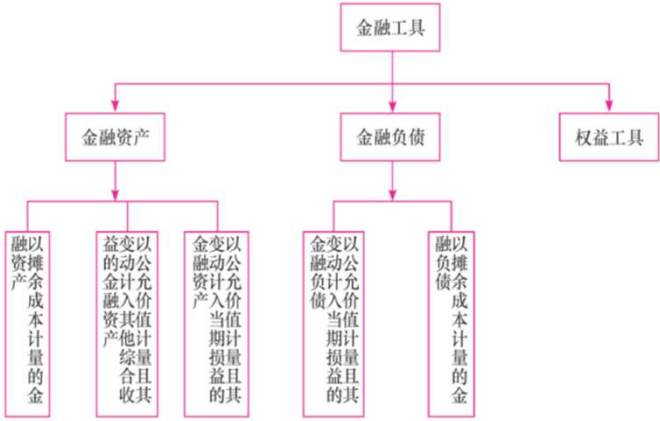 金融工具
金融资产
金融负债
权益工具
以摊余成本计量的金
融资产
以公允价值计量且其
变动计入其他综合收
益的金融资产
以公允价值计量且其
变动计入当期损益的
金融资产
以公允价值计量且其
变动计入当期损益的
金融负债
以摊余成本计量的金
融负债